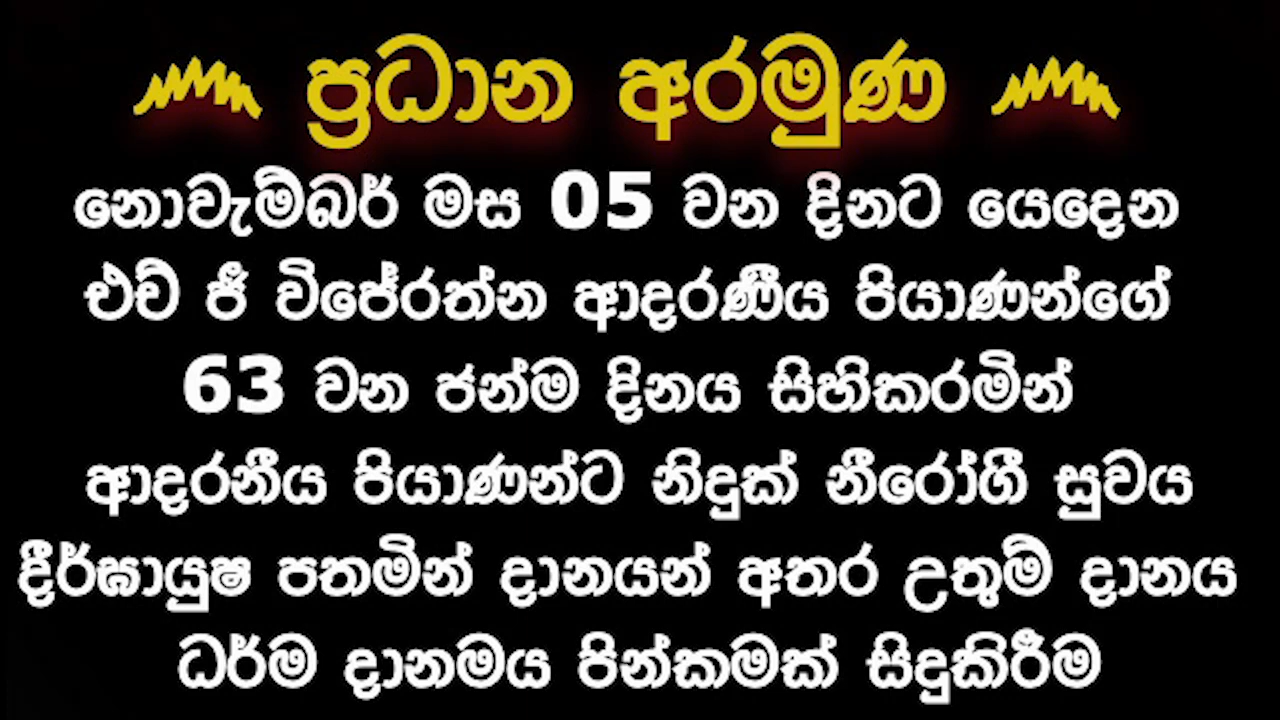 ප්‍රධාන අරමුණ
නොවැම්බර් මස 05 වන දිනට යෙදෙන
එච් ජී විජේරත්න ආදරණීය පියාණන්ගේ
63 වන ජන්ම දිනය සිහිකරමින්
ආදරනීය පියාණන්ට නිදුක් නීරෝගී සුවය
දීර්ඝායුෂ පතමින් දානයන් අතර උතුම් දානය
ධර්ම දානමය පින්කමක් සිදුකිරීම